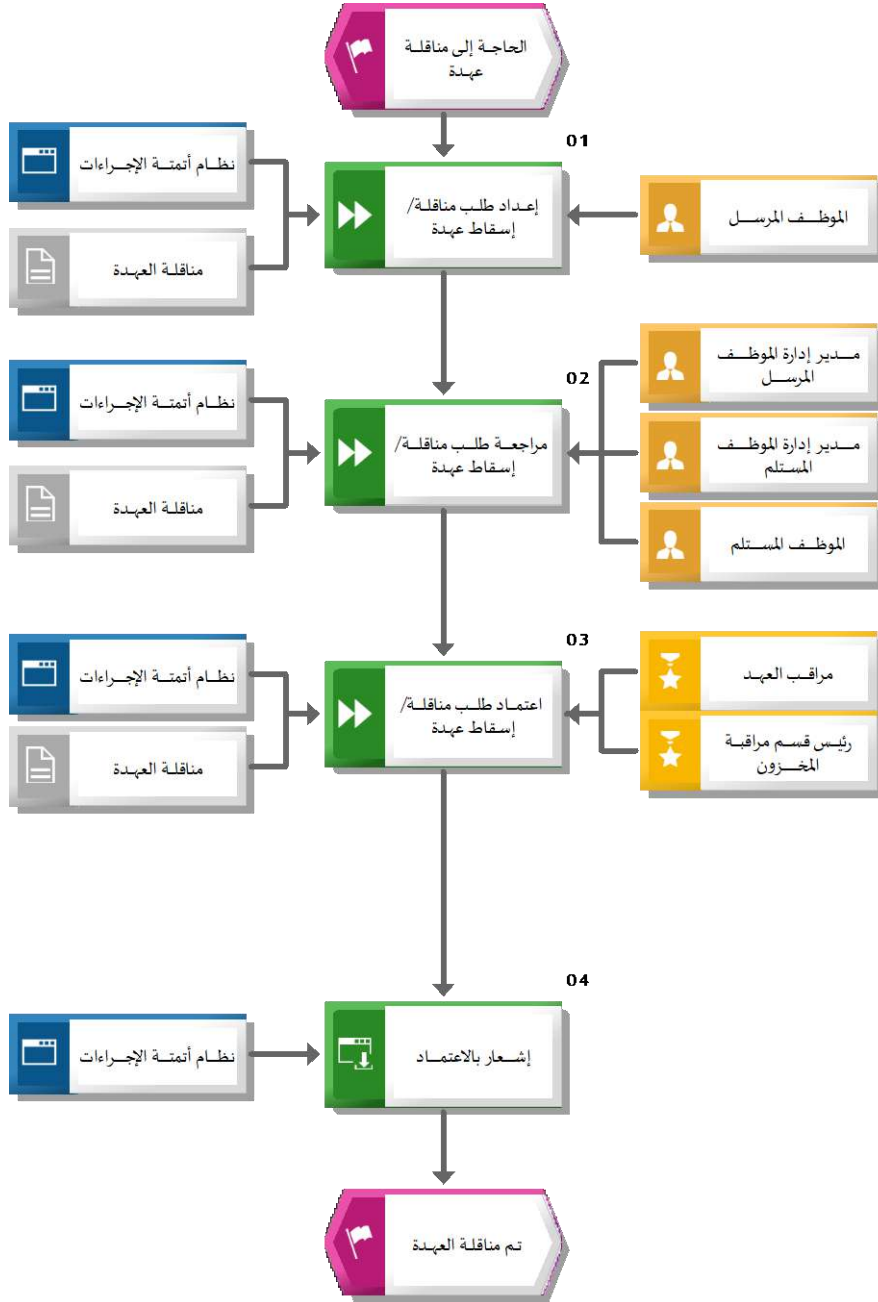 الحاجة إلى مناقلة
عهدة
01
الموظف المرسل
إعداد طلب مناقلة/
إسقاط عهدة
نظام أتمتة الإجراءات
مناقلة العهدة
02
مدير إدارة الموظف
المرسل
مدير إدارة الموظف
المستلم
الموظف المستلم
مراجعة طلب مناقلة/
إسقاط عهدة
نظام أتمتة الإجراءات
مناقلة العهدة
03
مراقب العهد
رئيس قسم مراقبة
المخزون
اعتماد طلب مناقلة/
إسقاط عهدة
نظام أتمتة الإجراءات
مناقلة العهدة
04
إشعار بالاعتماد
نظام أتمتة الإجراءات
تم مناقلة العهدة